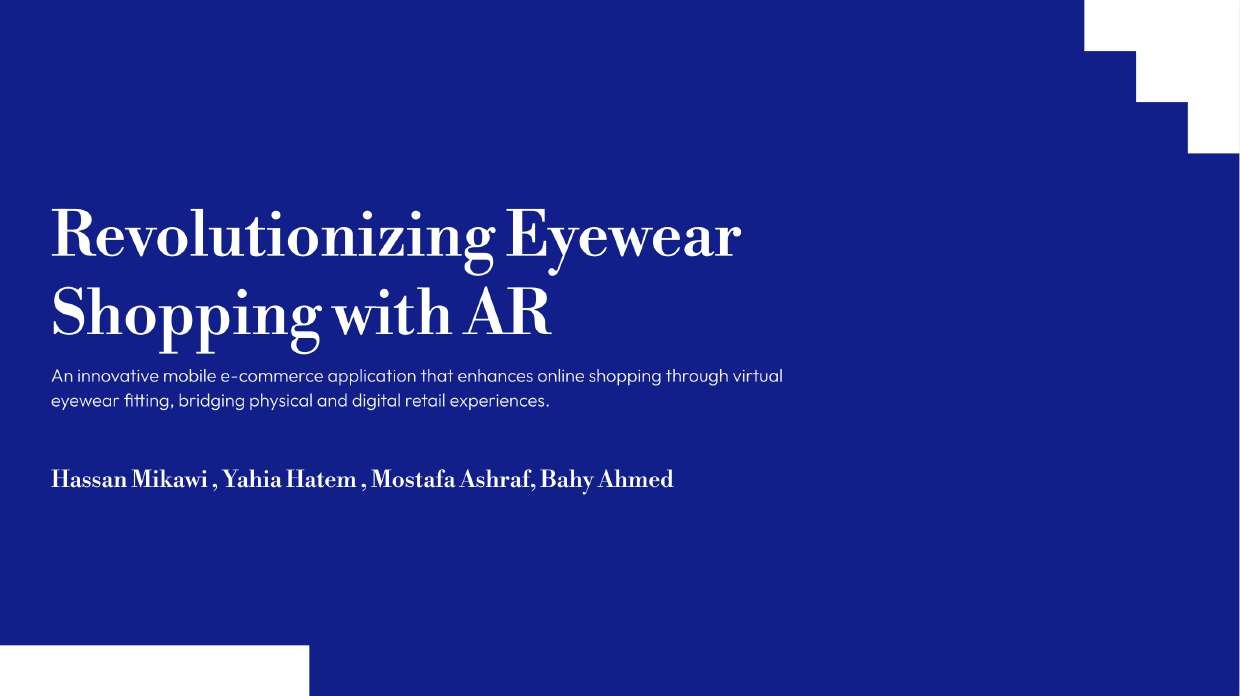 Revolutionizing Eyewear
Shopping with AR
An innovative mobile e-commerce application that enhances online shopping through virtual
eyewear fitting, bridging physical and digital retail experiences.
Hassan Mikawi , Yahia Hatem , Mostafa Ashraf, Bahy Ahmed